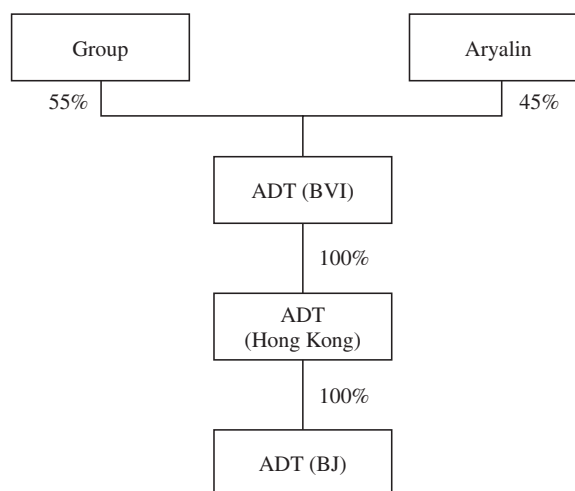 Group
Aryalin
55%
45%
ADT (BVI)
100%
ADT
(Hong Kong)
100%
ADT (BJ)